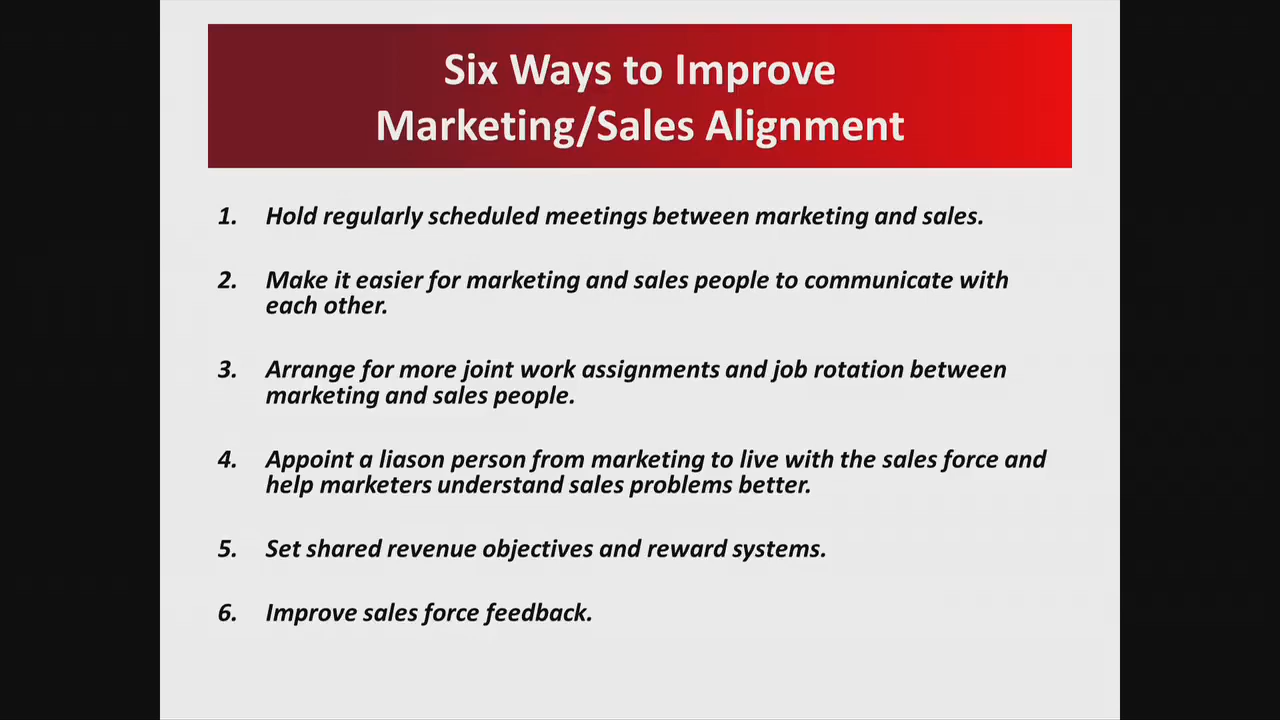 Six Ways to Improve
Marketing/Sales Alignment
1. Hold regularly scheduled meetings between marketing and sales.
2. Make it easier for marketing and sales people to communicate with
each other.
3. Arrange for more joint work assignments and job rotation between
marketing and sales people.
4. Appoint a liason person from marketing to live with the sales force and
help marketers understand sales problems better.
5. Set shared revenue objectives and reward systems.
6. Improve sales force feedback.